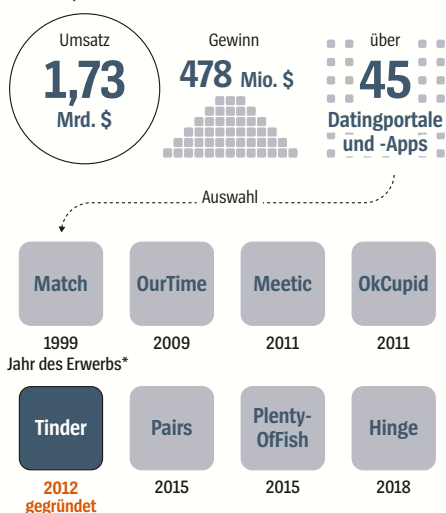 Umsatz
1,73
Mrd. $
Gewinn
478 Mio. $
über
45
Datingportale
und -Apps
Auswahl
Match
OurTime
Meetic
OkCupid
1999
2009
2011
2011
Jahr des Erwerbs*
Tinder
Pairs
Plenty-
OfFish
Hinge
2012
gegründet
2015
2015
2018